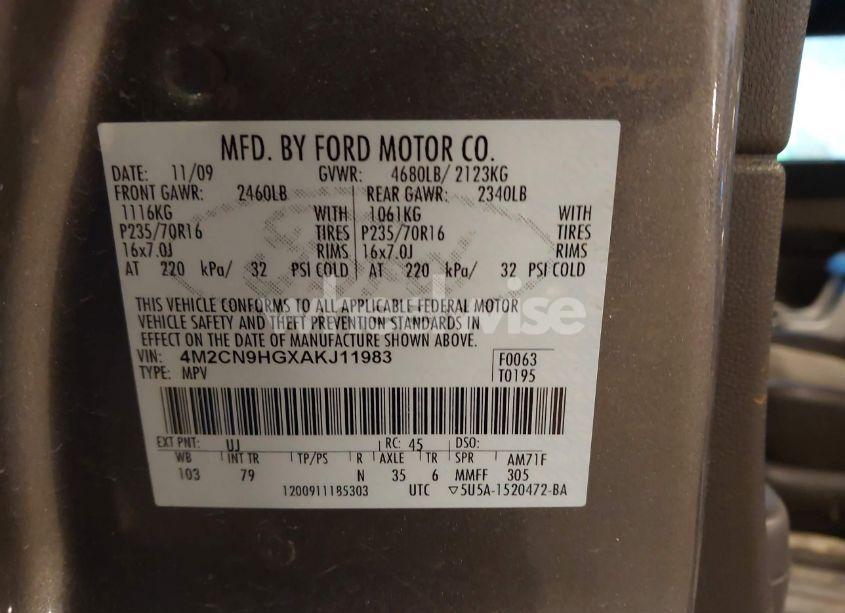 MFD. BY FORD MOTOR CO.
DATE: 11/09 GVWR: 4680LB/ 2123KG
FRONT GAWR: 2460LB REAR GAWR: 2340LB
1116KG WITH 1061KG WITH
P235/70R16 TIRES P235/70R16 TIRES
16x7.0J RIMS 16x7.0J RIMS
AT 220 kPa/ 32 PSI COLD AT 220 kPa/ 32 PSI COLD
THIS VEHICLE CONFORMS TO ALL APPLICABLE FEDERAL MOTOR
VEHICLE SAFETY AND THEFT PREVENTION STANDARDS IN
EFFECT ON THE DATE OF MANUFACTURE SHOWN ABOVE.
VIN: 4M2CN9HGXAKJ11983 F0063
TYPE: MPV T0195
EXT PNT: UJ RC: 45 DSO:
WB INT TR TP/PS R AXLE TR SPR AM71F
103 79 N 35 6 MMFF 305
1200911185303 UTC ▽5U5A-1520472-BA